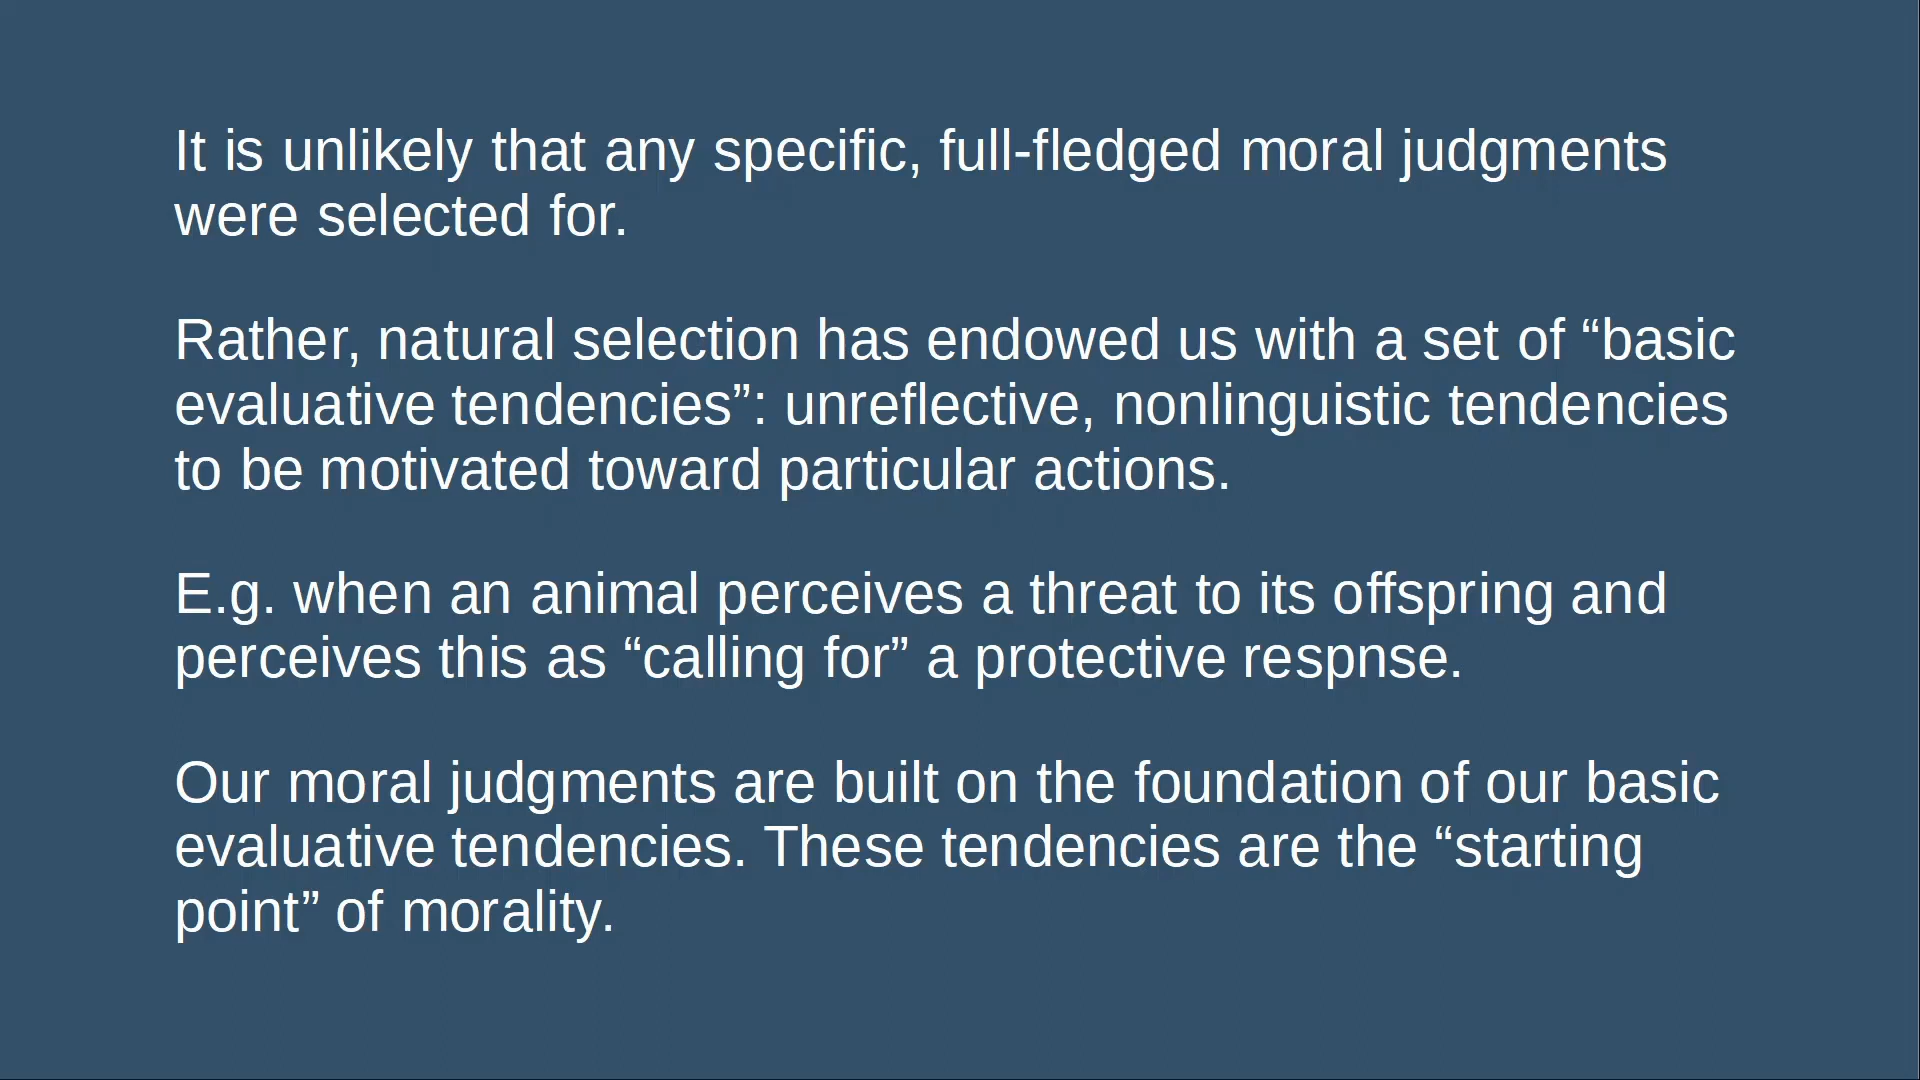 It is unlikely that any specific, full-fledged moral judgments
were selected for.
Rather, natural selection has endowed us with a set of “basic
evaluative tendencies”: unreflective, nonlinguistic tendencies
to be motivated toward particular actions.
E.g. when an animal perceives a threat to its offspring and
perceives this as “calling for” a protective respnse.
Our moral judgments are built on the foundation of our basic
evaluative tendencies. These tendencies are the “starting
point” of morality.